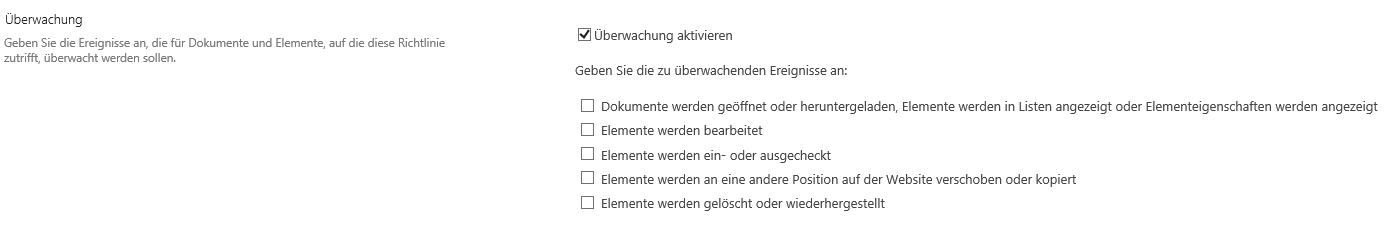 Überwachung
Geben Sie die Ereignisse an, die für Dokumente und Elemente, auf die diese Richtlinie
zutrifft, überwacht werden sollen.
Überwachung aktivieren
Geben Sie die zu überwachenden Ereignisse an:
Dokumente werden geöffnet oder heruntergeladen, Elemente werden in Listen angezeigt oder Elementeigenschaften werden angezeigt
Elemente werden bearbeitet
Elemente werden ein- oder ausgecheckt
Elemente werden an eine andere Position auf der Website verschoben oder kopiert
Elemente werden gelöscht oder wiederhergestellt